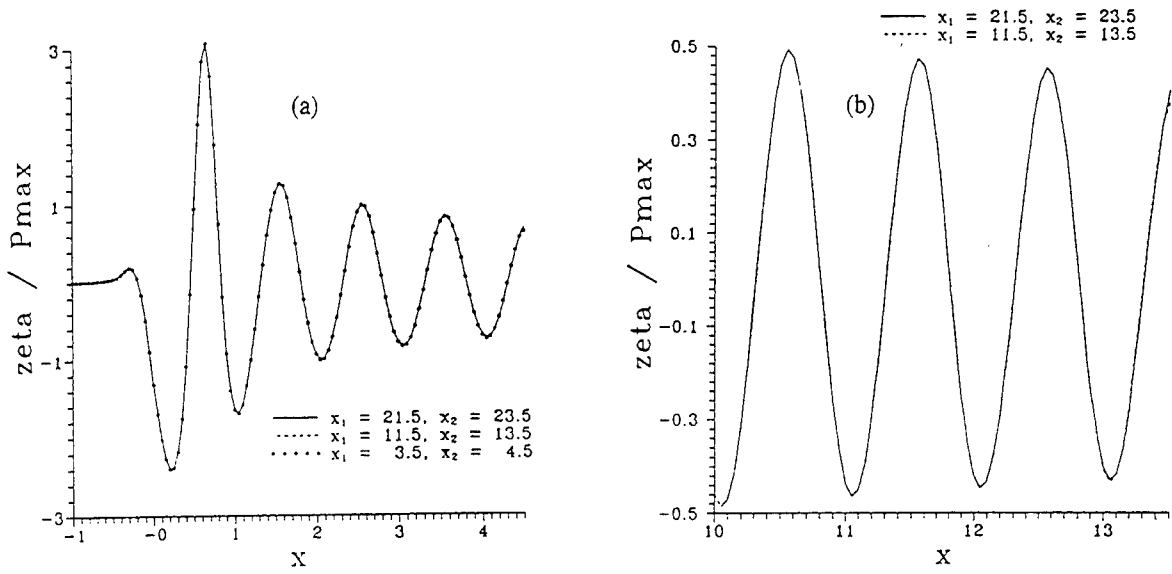 (a)
3
1
-1
-3
zeta / Pmax
-1 -0 1 2 3 4
x
x₁ = 21.5, x₂ = 23.5
x₁ = 11.5, x₂ = 13.5
x₁ = 3.5, x₂ = 4.5
x₁ = 21.5, x₂ = 23.5
x₁ = 11.5, x₂ = 13.5
(b)
0.5
0.3
0.1
-0.1
-0.3
-0.5
zeta / Pmax
10 11 12 13
x